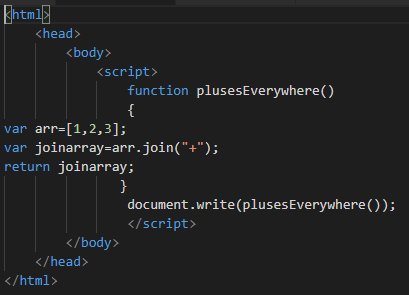 <html>
<head>
<body>
<script>
function plusesEverywhere()
{
var arr=[1,2,3];
var joinarray=arr.join("+");
return joinarray;
}
document.write(plusesEverywhere());
</script>
</body>
</head>
</html>